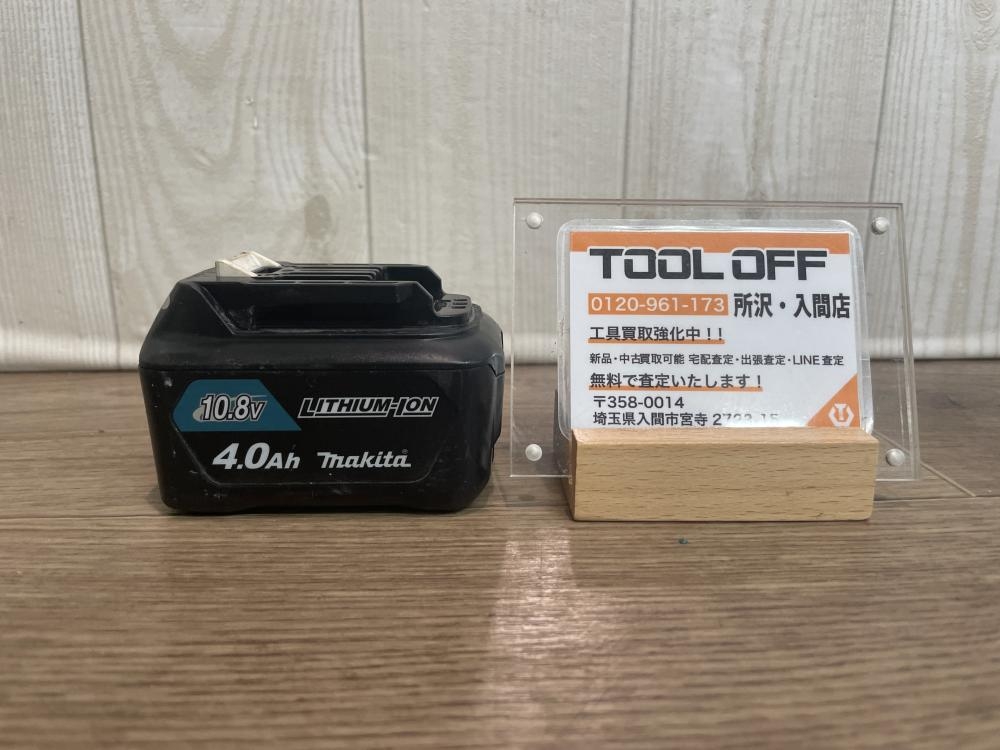 10.8V
LITHIUM-ION
4.0Ah makita
TOOL OFF
0120-961-173 所沢・入間店
工具買取強化中!!
新品・中古買取可能 宅配査定・出張査定・LINE査定
無料で査定いたします!
〒358-0014
埼玉県入間市宮寺